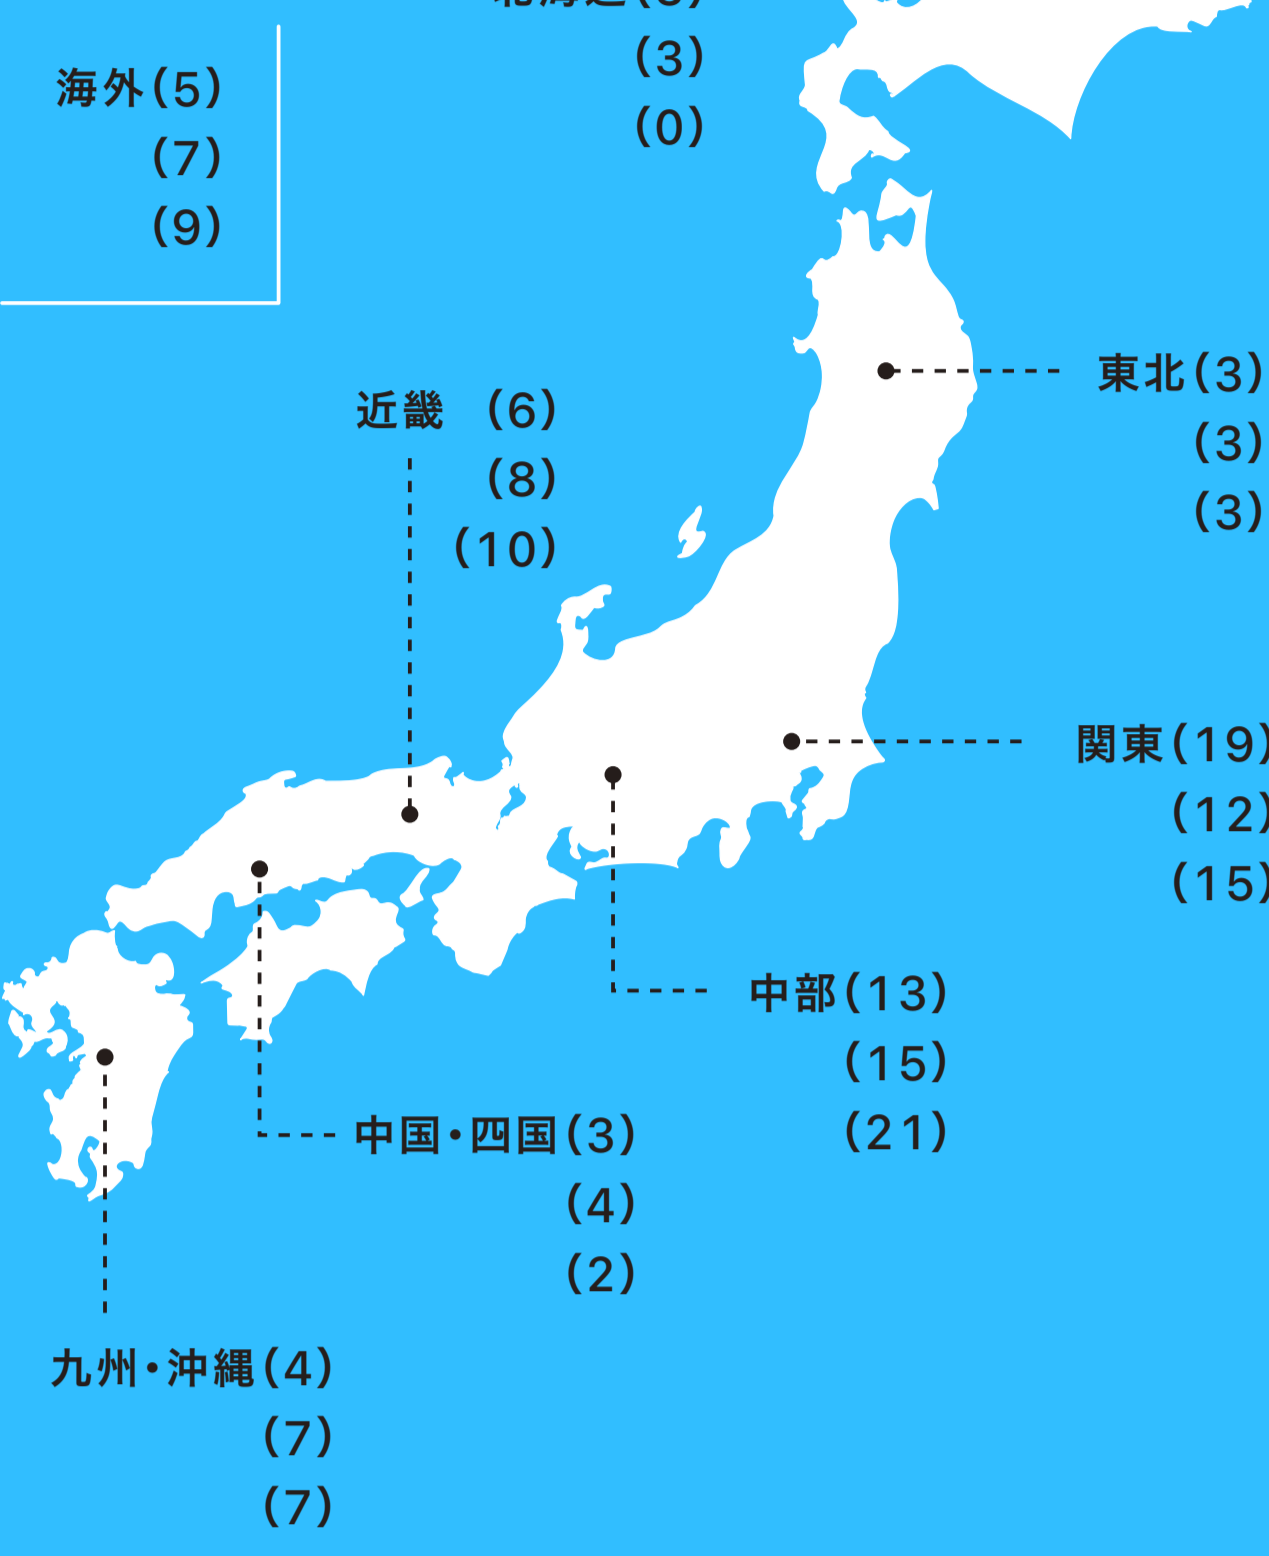 (3)
(0)
海外(5)
(7)
(9)
東北(3)
(3)
(3)
近畿 (6)
(8)
(10)
関東(19)
(12)
(15)
中部(13)
(15)
(21)
中国・四国(3)
(4)
(2)
九州・沖縄(4)
(7)
(7)